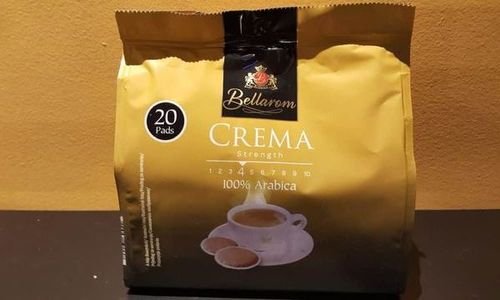 Bellarom
20
Pads
CREMA
Strength
1 2 3 4 5 6 7 8 9 10
100% Arabica